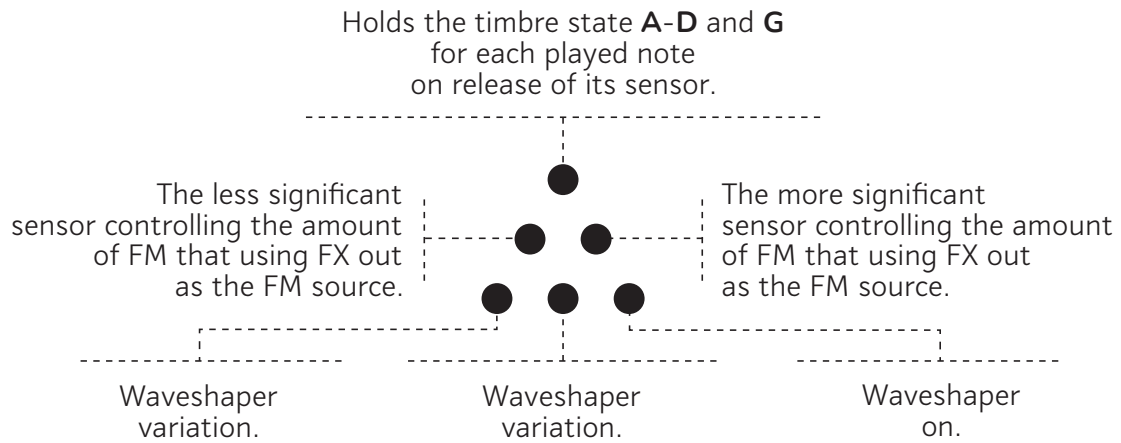 Holds the timbre state A-D and G
for each played note
on release of its sensor.
The less significant
sensor controlling the amount
of FM that using FX out
as the FM source.
The more significant
sensor controlling the amount
of FM that using FX out
as the FM source.
Waveshaper
variation.
Waveshaper
variation.
Waveshaper
on.